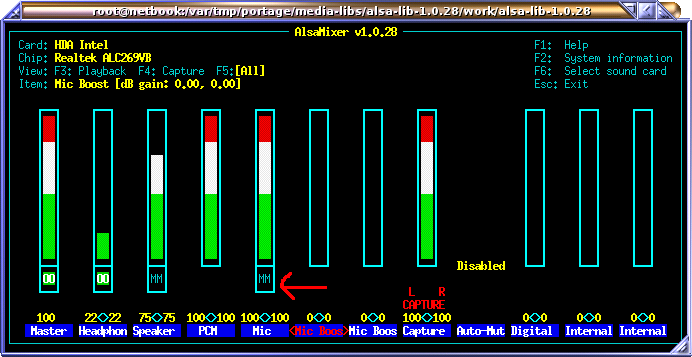 root@netbook:/var/tmp/portage/media-libs/alsa-lib-1.0.28/work/alsa-lib-1.0.28
AlsaMixer v1.0.28
Card: HDA Intel F1: Help
Chip: Realtek ALC269VB F2: System information
View: F3: Playback F4: Capture F5:[All] F6: Select sound card
Item: Mic Boost [dB gain: 0.00, 0.00] Esc: Exit
Disabled
OO OO MM MM
L R
CAPTURE
100 22<>22 75<>75 100<>100 100<>100 0<>0 0<>0 100<>100 0<>0 0<>0 0<>0
Master Headphon Speaker PCM Mic <Mic Boos> Mic Boos Capture Auto-Mut Digital Internal Internal